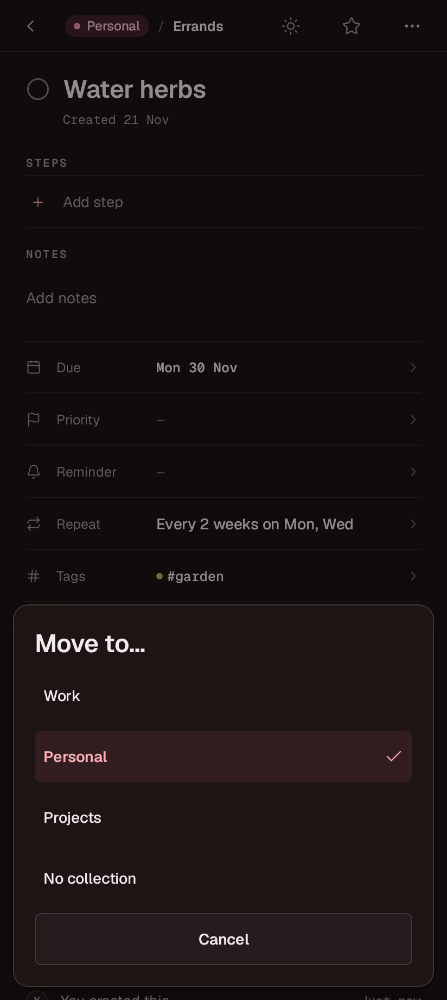 Personal / Errands
Water herbs
Created 21 Nov
STEPS
+ Add step
NOTES
Add notes
Due Mon 30 Nov
Priority –
Reminder –
Repeat Every 2 weeks on Mon, Wed
Tags #garden
Move to…
Work
Personal
Projects
No collection
Cancel
You created this